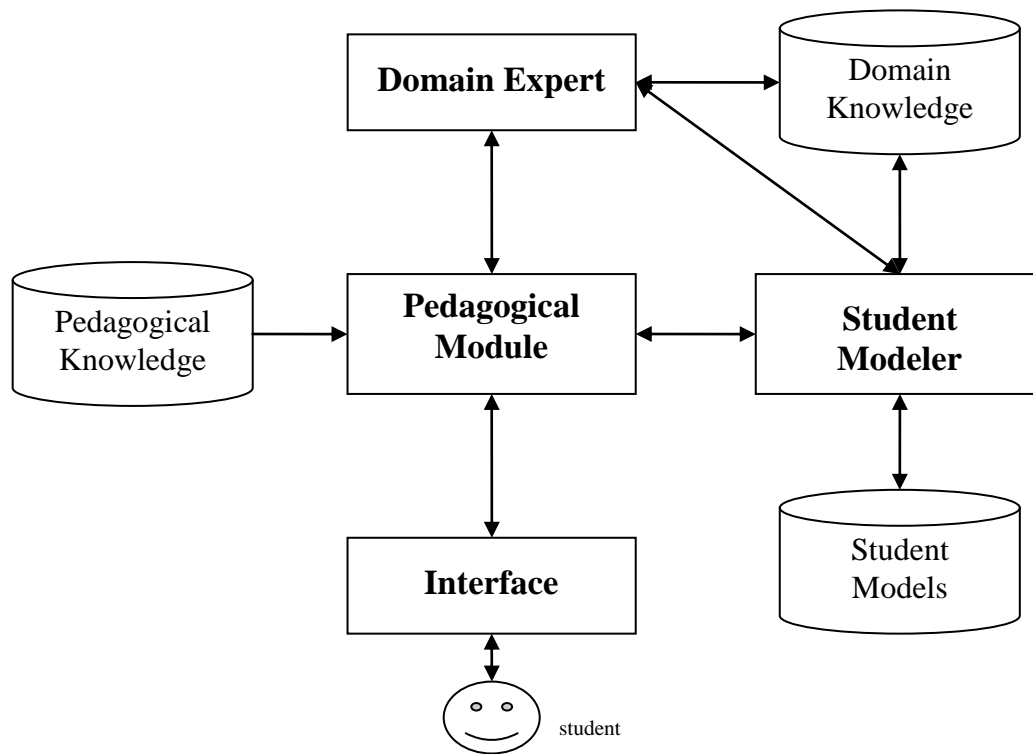 Domain Expert
Domain
Knowledge
Pedagogical
Knowledge
Pedagogical
Module
Student
Modeler
Interface
Student
Models
student